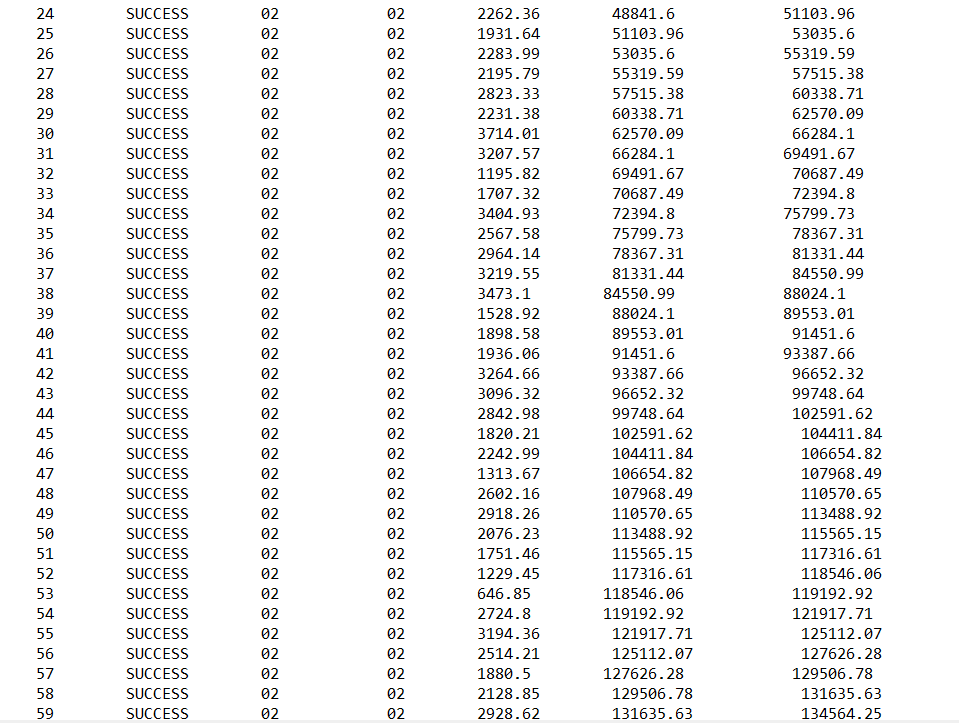 24 SUCCESS 02 02 2262.36 48841.6 51103.96
25 SUCCESS 02 02 1931.64 51103.96 53035.6
26 SUCCESS 02 02 2283.99 53035.6 55319.59
27 SUCCESS 02 02 2195.79 55319.59 57515.38
28 SUCCESS 02 02 2823.33 57515.38 60338.71
29 SUCCESS 02 02 2231.38 60338.71 62570.09
30 SUCCESS 02 02 3714.01 62570.09 66284.1
31 SUCCESS 02 02 3207.57 66284.1 69491.67
32 SUCCESS 02 02 1195.82 69491.67 70687.49
33 SUCCESS 02 02 1707.32 70687.49 72394.8
34 SUCCESS 02 02 3404.93 72394.8 75799.73
35 SUCCESS 02 02 2567.58 75799.73 78367.31
36 SUCCESS 02 02 2964.14 78367.31 81331.44
37 SUCCESS 02 02 3219.55 81331.44 84550.99
38 SUCCESS 02 02 3473.1 84550.99 88024.1
39 SUCCESS 02 02 1528.92 88024.1 89553.01
40 SUCCESS 02 02 1898.58 89553.01 91451.6
41 SUCCESS 02 02 1936.06 91451.6 93387.66
42 SUCCESS 02 02 3264.66 93387.66 96652.32
43 SUCCESS 02 02 3096.32 96652.32 99748.64
44 SUCCESS 02 02 2842.98 99748.64 102591.62
45 SUCCESS 02 02 1820.21 102591.62 104411.84
46 SUCCESS 02 02 2242.99 104411.84 106654.82
47 SUCCESS 02 02 1313.67 106654.82 107968.49
48 SUCCESS 02 02 2602.16 107968.49 110570.65
49 SUCCESS 02 02 2918.26 110570.65 113488.92
50 SUCCESS 02 02 2076.23 113488.92 115565.15
51 SUCCESS 02 02 1751.46 115565.15 117316.61
52 SUCCESS 02 02 1229.45 117316.61 118546.06
53 SUCCESS 02 02 646.85 118546.06 119192.92
54 SUCCESS 02 02 2724.8 119192.92 121917.71
55 SUCCESS 02 02 3194.36 121917.71 125112.07
56 SUCCESS 02 02 2514.21 125112.07 127626.28
57 SUCCESS 02 02 1880.5 127626.28 129506.78
58 SUCCESS 02 02 2128.85 129506.78 131635.63
59 SUCCESS 02 02 2928.62 131635.63 134564.25